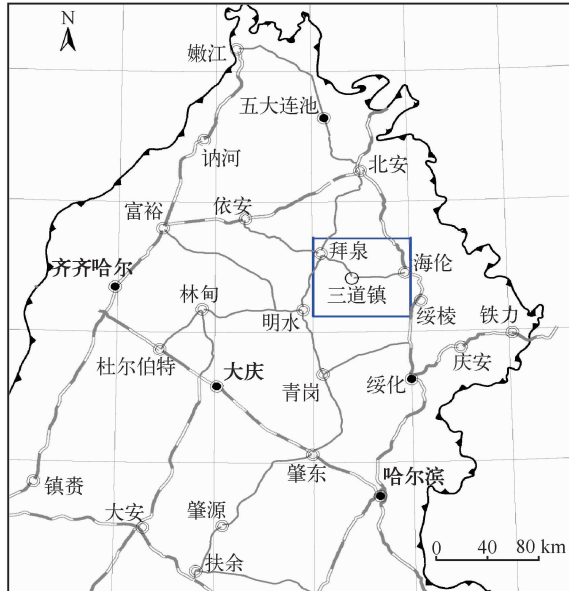 N
嫩江
五大连池
讷河
北安
依安
富裕
拜泉
齐齐哈尔
海伦
三道镇
林甸
明水
绥棱
铁力
杜尔伯特
大庆
庆安
青岗
绥化
肇东
哈尔滨
镇赉
大安
肇源
扶余
0 40 80 km